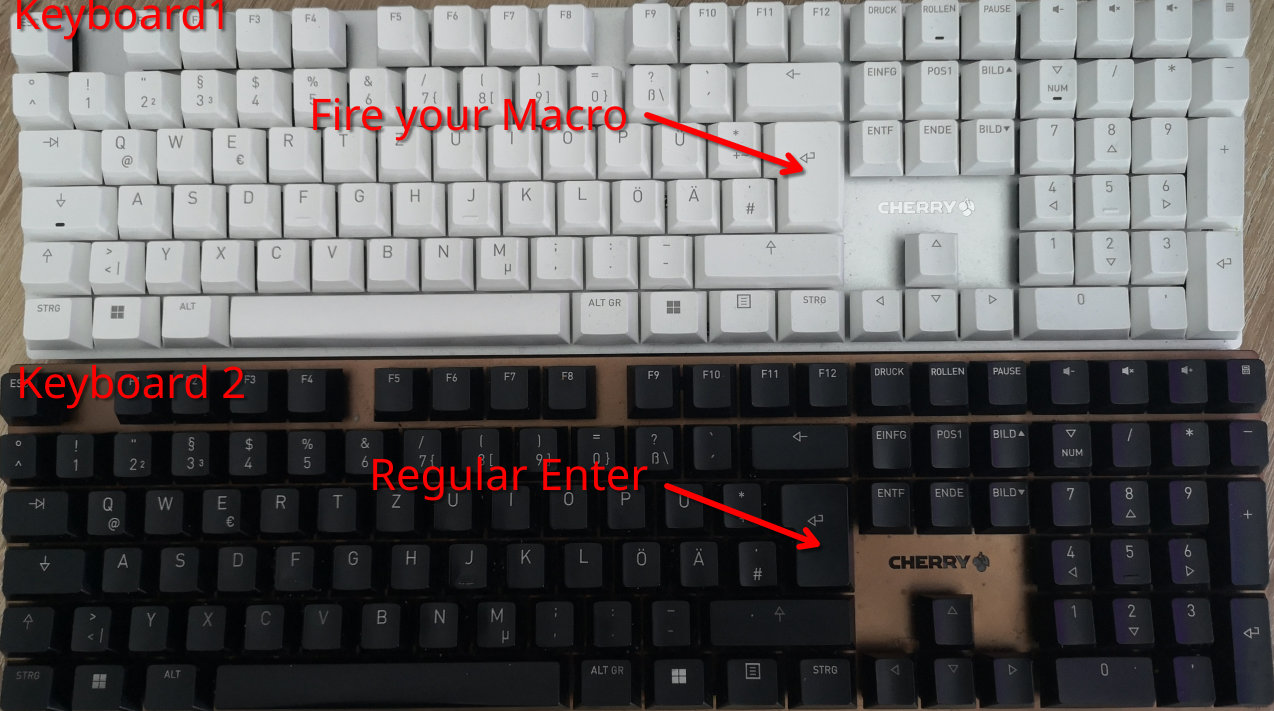 Keyboard1
F3 F4 F5 F6 F7 F8 F9 F10 F11 F12 DRUCK ROLLEN PAUSE
° ! " § $ % & / ( ) = ? ` EINFG POS1 BILD▲ NUM / * –
^ 1 2 2 3 3 4 5 6 7 { 8 [ 9 ] 0 } ß \ ´
Fire your Macro
Q W E R T Z U I O P Ü * ENTF ENDE BILD▼ 7 8 9 +
@ € + ~
A S D F G H J K L Ö Ä ' CHERRY 4 5 6
#
> Y X C V B N M ; : – 1 2 3
< | µ , . -
STRG ALT ALT GR STRG 0 ,
Keyboard 2
ESC F1 F2 F3 F4 F5 F6 F7 F8 F9 F10 F11 F12 DRUCK ROLLEN PAUSE
° ! " § $ % & / ( ) = ? ` EINFG POS1 BILD▲ NUM / * –
^ 1 2 2 3 3 4 5 6 7 { 8 [ 9 ] 0 } ß \ ´
Regular Enter
Q W E R T Z U I O P Ü * ENTF ENDE BILD▼ 7 8 9 +
@ €
A S D F G H J K L Ö Ä ' CHERRY 4 5 6
#
> Y X C V B N M ; : – 1 2 3
< | µ , . -
STRG ALT ALT GR STRG 0 ,